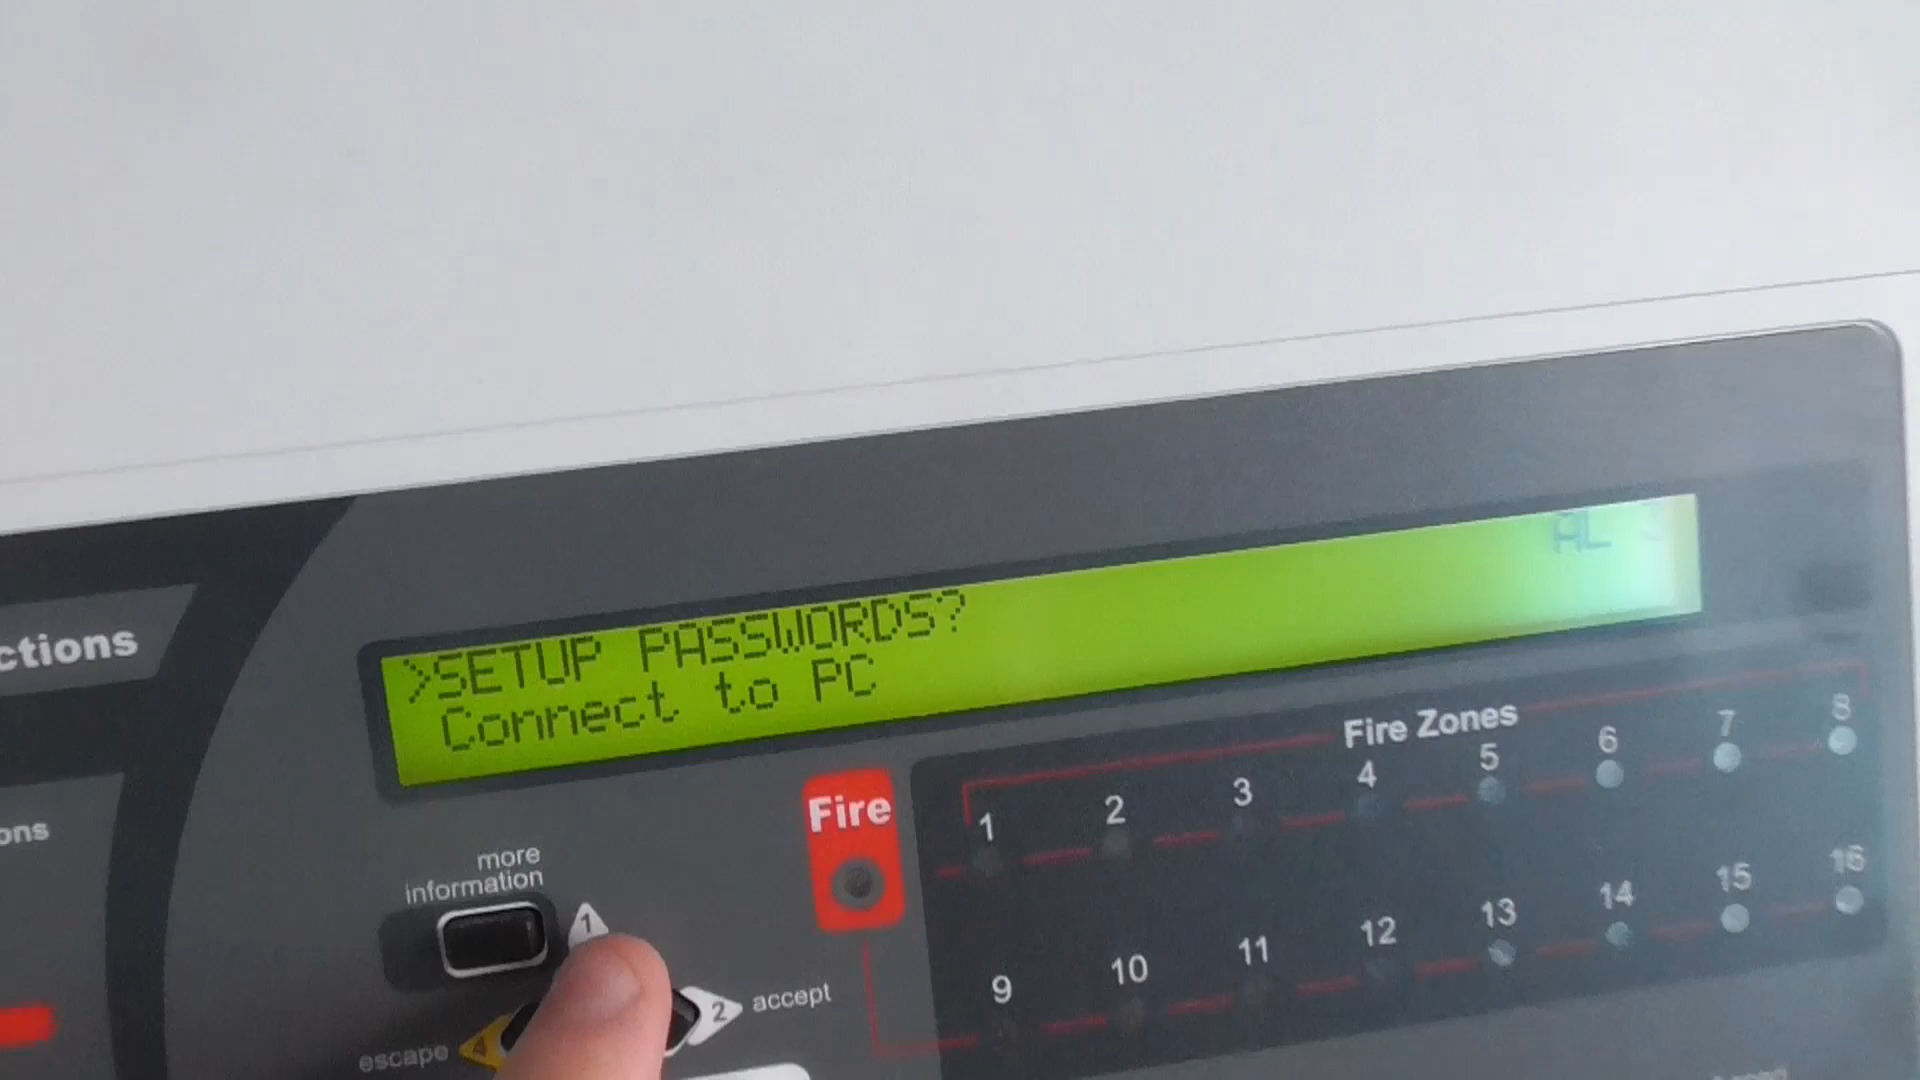 AL
>SETUP PASSWORDS?
Connect to PC
ctions
ons
Fire Zones
1 2 3 4 5 6 7 8
9 10 11 12 13 14 15 16
Fire
more
information
1
2 accept
escape 4